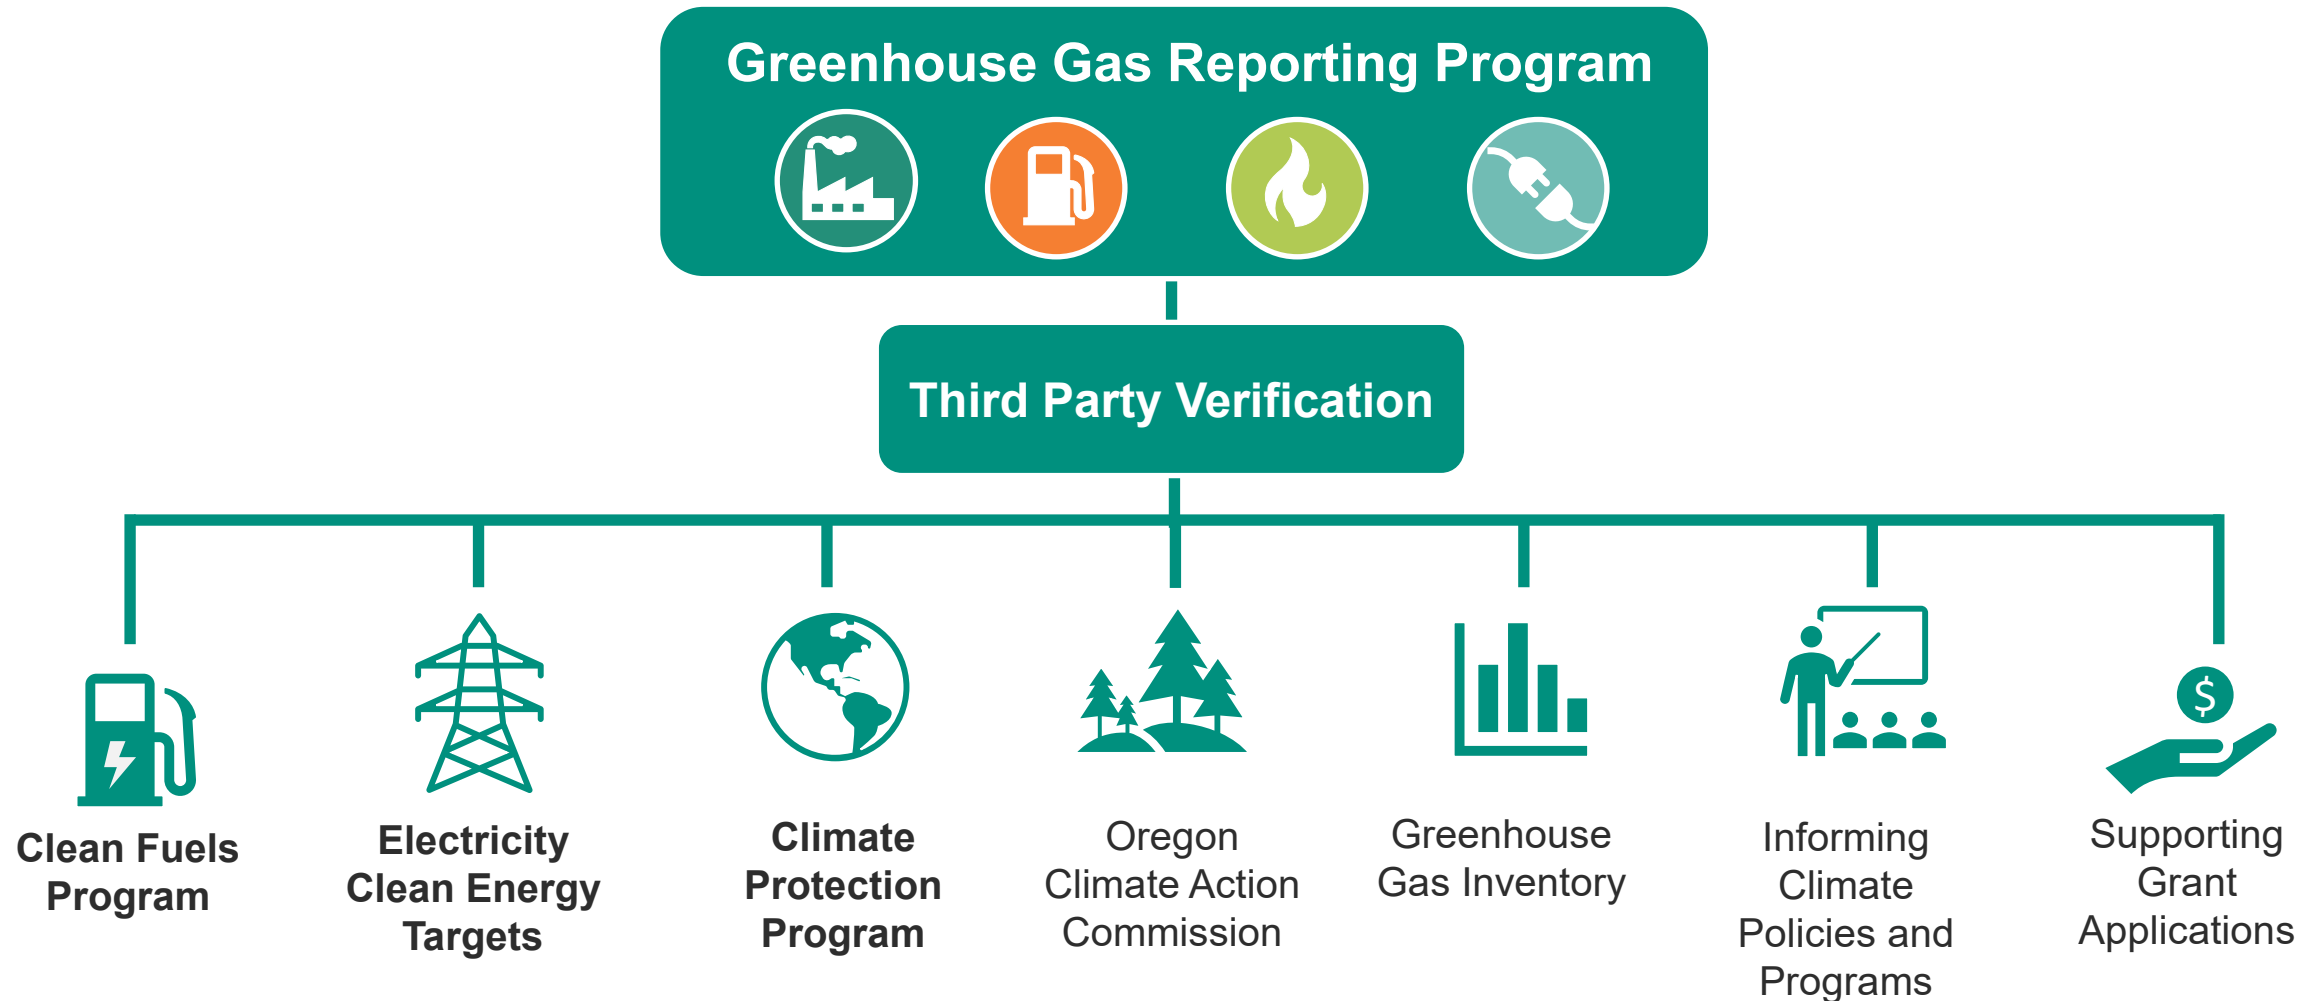 Greenhouse Gas Reporting Program
Third Party Verification
$
Clean Fuels
Program
Electricity
Clean Energy
Targets
Climate
Protection
Program
Oregon
Climate Action
Commission
Greenhouse
Gas Inventory
Informing
Climate
Policies and
Programs
Supporting
Grant
Applications